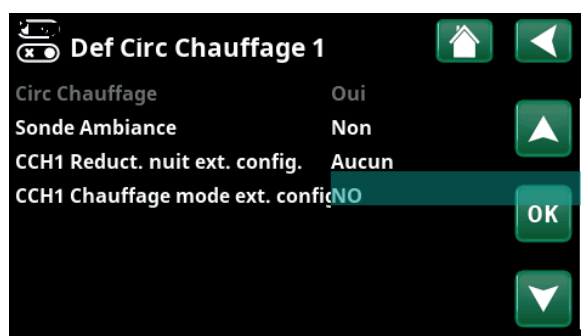 Def Circ Chauffage 1
Circ Chauffage Oui
Sonde Ambiance Non
CCH1 Reduct. nuit ext. config. Aucun
CCH1 Chauffage mode ext. config NO
OK